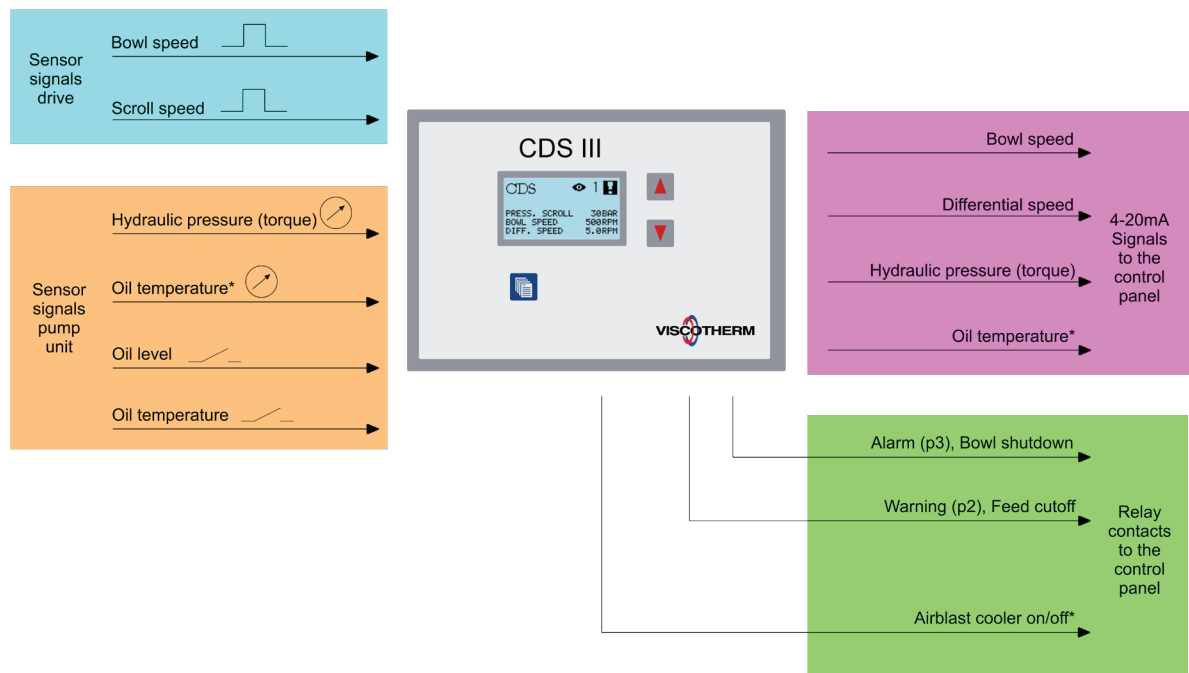 Sensor
signals
drive
Bowl speed
Scroll speed
Sensor
signals
pump
unit
Hydraulic pressure (torque)
Oil temperature*
Oil level
Oil temperature
CDS III
CDS 1
PRESS. SCROLL 30BAR
BOWL SPEED 500RPM
DIFF. SPEED 5.0RPM
VISCOTHERM
Bowl speed
Differential speed
Hydraulic pressure (torque)
Oil temperature*
4-20mA
Signals
to the
control
panel
Alarm (p3), Bowl shutdown
Warning (p2), Feed cutoff
Airblast cooler on/off*
Relay
contacts
to the
control
panel